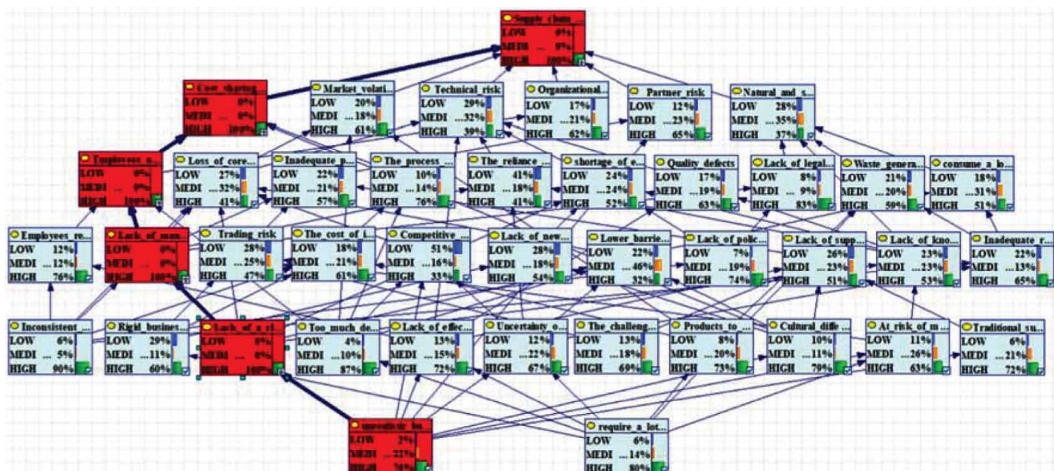 Supply_chain_...
LOW 0%
MEDI ... 0%
HIGH 100%
Cost_sharing...
LOW 0%
MEDI ... 0%
HIGH 100%
Market_volati...
LOW 20%
MEDI ...18%
HIGH 61%
Technical_risk
LOW 29%
MEDI ...32%
HIGH 39%
Organizational...
LOW 17%
MEDI ...21%
HIGH 62%
Partner_risk
LOW 12%
MEDI ...23%
HIGH 65%
Natural_and_s...
LOW 28%
MEDI ...35%
HIGH 37%
Employees_...
LOW 0%
MEDI ... 0%
HIGH 100%
Loss_of_core...
LOW 27%
MEDI ...32%
HIGH 41%
Inadequate_p...
LOW 22%
MEDI ...21%
HIGH 57%
The_process_...
LOW 10%
MEDI ...14%
HIGH 76%
The_reliance_...
LOW 41%
MEDI ...18%
HIGH 41%
shortage_of_e...
LOW 24%
MEDI ...24%
HIGH 52%
Quality_defects
LOW 17%
MEDI ...19%
HIGH 63%
Lack_of_legal...
LOW 8%
MEDI ... 9%
HIGH 83%
Waste_genera...
LOW 21%
MEDI ...20%
HIGH 59%
consume_a_lo...
LOW 18%
MEDI ...31%
HIGH 51%
Employees_re...
LOW 12%
MEDI ...12%
HIGH 76%
Lack_of_man...
LOW 0%
MEDI ... 0%
HIGH 100%
Trading_risk
LOW 28%
MEDI ...25%
HIGH 47%
The_cost_of_i...
LOW 18%
MEDI ...21%
HIGH 61%
Competitive_...
LOW 51%
MEDI ...16%
HIGH 33%
Lack_of_new...
LOW 28%
MEDI ...18%
HIGH 54%
Lower_barrie...
LOW 22%
MEDI ...46%
HIGH 32%
Lack_of_polic...
LOW 7%
MEDI ...19%
HIGH 74%
Lack_of_supp...
LOW 26%
MEDI ...23%
HIGH 51%
Lack_of_kno...
LOW 23%
MEDI ...23%
HIGH 53%
Inadequate_r...
LOW 22%
MEDI ...13%
HIGH 65%
Inconsistent_...
LOW 6%
MEDI ... 5%
HIGH 90%
Rigid_busines...
LOW 29%
MEDI ...11%
HIGH 60%
Lack_of_a_ri...
LOW 0%
MEDI ... 0%
HIGH 100%
Too_much_de...
LOW 4%
MEDI ...10%
HIGH 87%
Lack_of_effec...
LOW 13%
MEDI ...15%
HIGH 72%
Uncertainty_o...
LOW 12%
MEDI ...22%
HIGH 67%
The_challeng...
LOW 13%
MEDI ...18%
HIGH 69%
Products_to_...
LOW 8%
MEDI ...20%
HIGH 73%
Cultural_diffe...
LOW 10%
MEDI ...11%
HIGH 79%
At_risk_of_m...
LOW 11%
MEDI ...26%
HIGH 63%
Traditional_su...
LOW 6%
MEDI ...21%
HIGH 72%
LOW 2%
MEDI ...22%
HIGH 76%
require_a_lot...
LOW 6%
MEDI ...14%
HIGH 80%